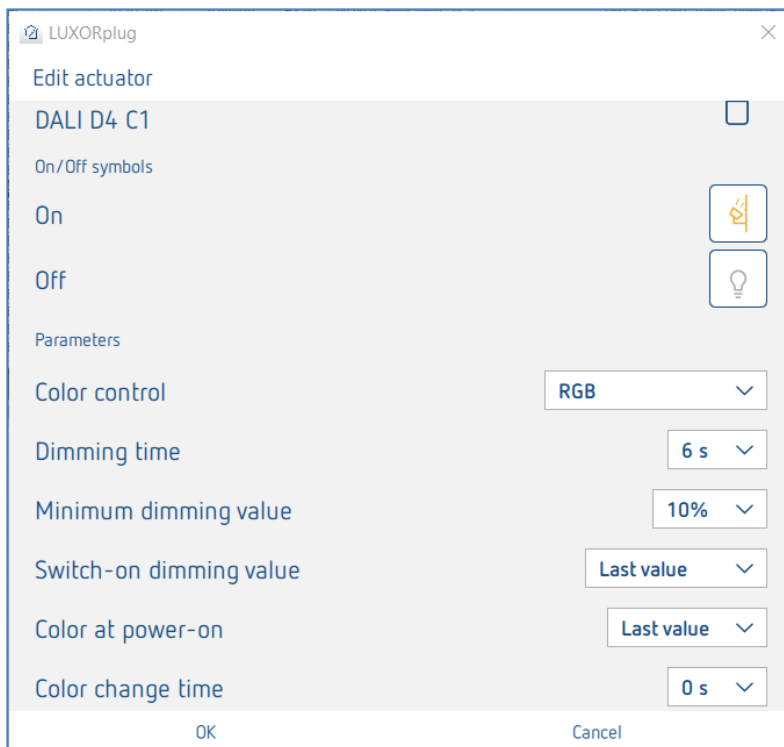 LUXORplug
Edit actuator
DALI D4 C1
On/Off symbols
On
Off
Parameters
Color control RGB
Dimming time 6 s
Minimum dimming value 10%
Switch-on dimming value Last value
Color at power-on Last value
Color change time 0 s
OK Cancel